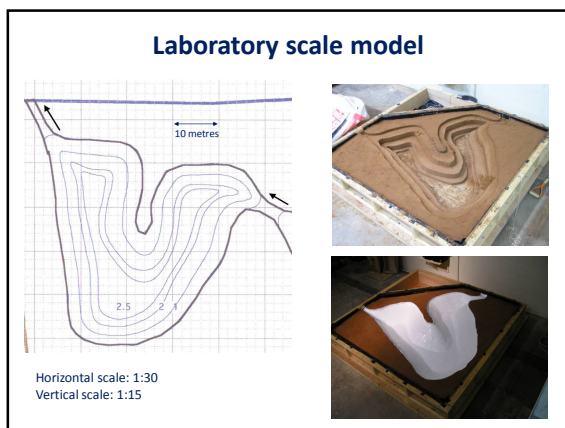 Laboratory scale model
10 metres
2.5 2 1
Horizontal scale: 1:30
Vertical scale: 1:15